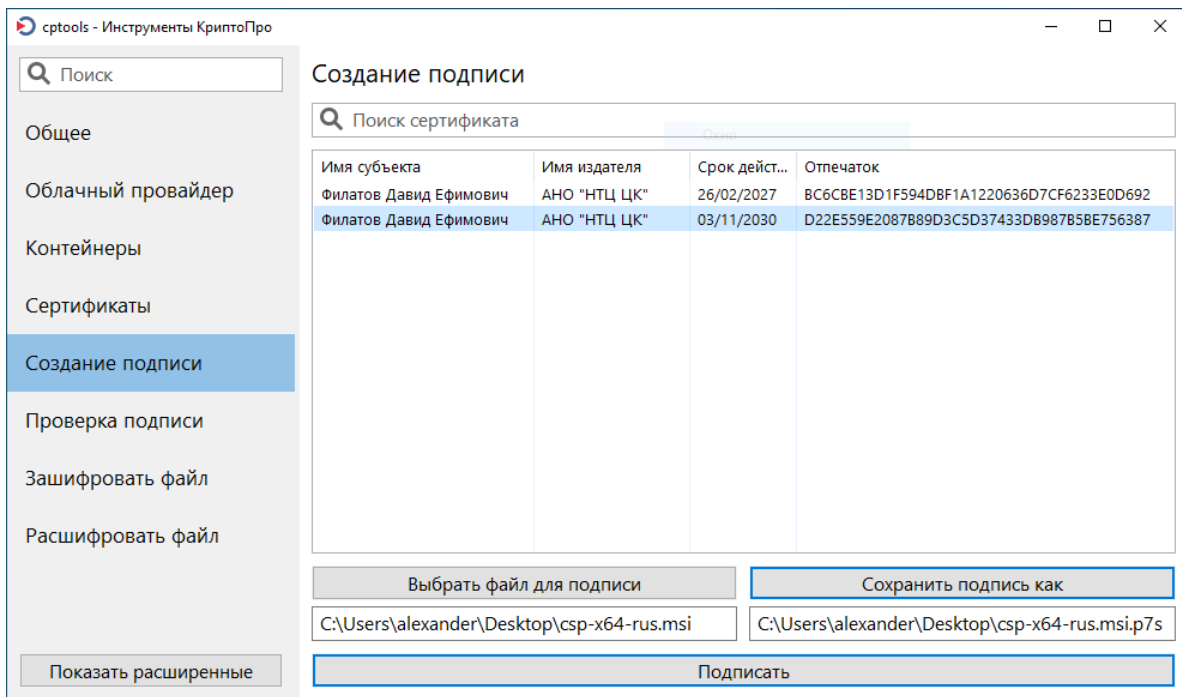 cptools - Инструменты КриптоПро
Поиск
Общее
Облачный провайдер
Контейнеры
Сертификаты
Создание подписи
Проверка подписи
Зашифровать файл
Расшифровать файл
Показать расширенные
Создание подписи
Поиск сертификата
Окно
Имя субъекта Имя издателя Срок дейст... Отпечаток
Филатов Давид Ефимович АНО "НТЦ ЦК" 26/02/2027 BC6CBE13D1F594DBF1A1220636D7CF6233E0D692
Филатов Давид Ефимович АНО "НТЦ ЦК" 03/11/2030 D22E559E2087B89D3C5D37433DB987B5BE756387
Выбрать файл для подписи Сохранить подпись как
C:\Users\alexander\Desktop\csp-x64-rus.msi C:\Users\alexander\Desktop\csp-x64-rus.msi.p7s
Подписать